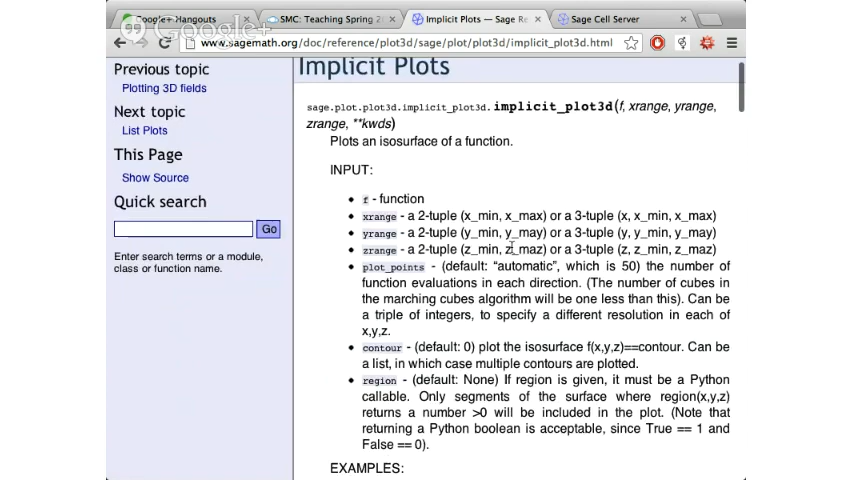 Google+ Hangouts
SMC: Teaching Spring 2
Implicit Plots — Sage Re
Sage Cell Server
Google+
www.sagemath.org/doc/reference/plot3d/sage/plot/plot3d/implicit_plot3d.html
Previous topic
Plotting 3D fields
Next topic
List Plots
This Page
Show Source
Quick search
Go
Enter search terms or a module,
class or function name.
Implicit Plots
sage.plot.plot3d.implicit_plot3d.implicit_plot3d(f, xrange, yrange,
zrange, **kwds)
Plots an isosurface of a function.
INPUT:
• f - function
• xrange - a 2-tuple (x_min, x_max) or a 3-tuple (x, x_min, x_max)
• yrange - a 2-tuple (y_min, y_may) or a 3-tuple (y, y_min, y_may)
• zrange - a 2-tuple (z_min, z_maz) or a 3-tuple (z, z_min, z_maz)
• plot_points - (default: “automatic”, which is 50) the number of
function evaluations in each direction. (The number of cubes in
the marching cubes algorithm will be one less than this). Can be
a triple of integers, to specify a different resolution in each of
x,y,z.
• contour - (default: 0) plot the isosurface f(x,y,z)==contour. Can be
a list, in which case multiple contours are plotted.
• region - (default: None) If region is given, it must be a Python
callable. Only segments of the surface where region(x,y,z)
returns a number >0 will be included in the plot. (Note that
returning a Python boolean is acceptable, since True == 1 and
False == 0).
EXAMPLES: